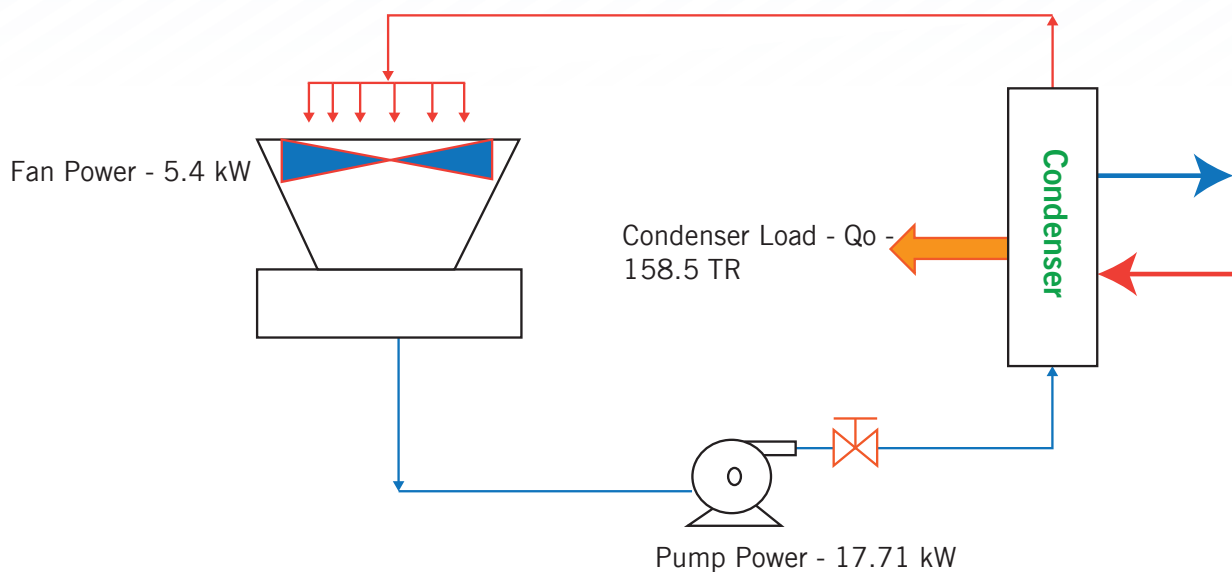 Fan Power - 5.4 kW
Condenser Load - Qo -
158.5 TR
Condenser
Pump Power - 17.71 kW